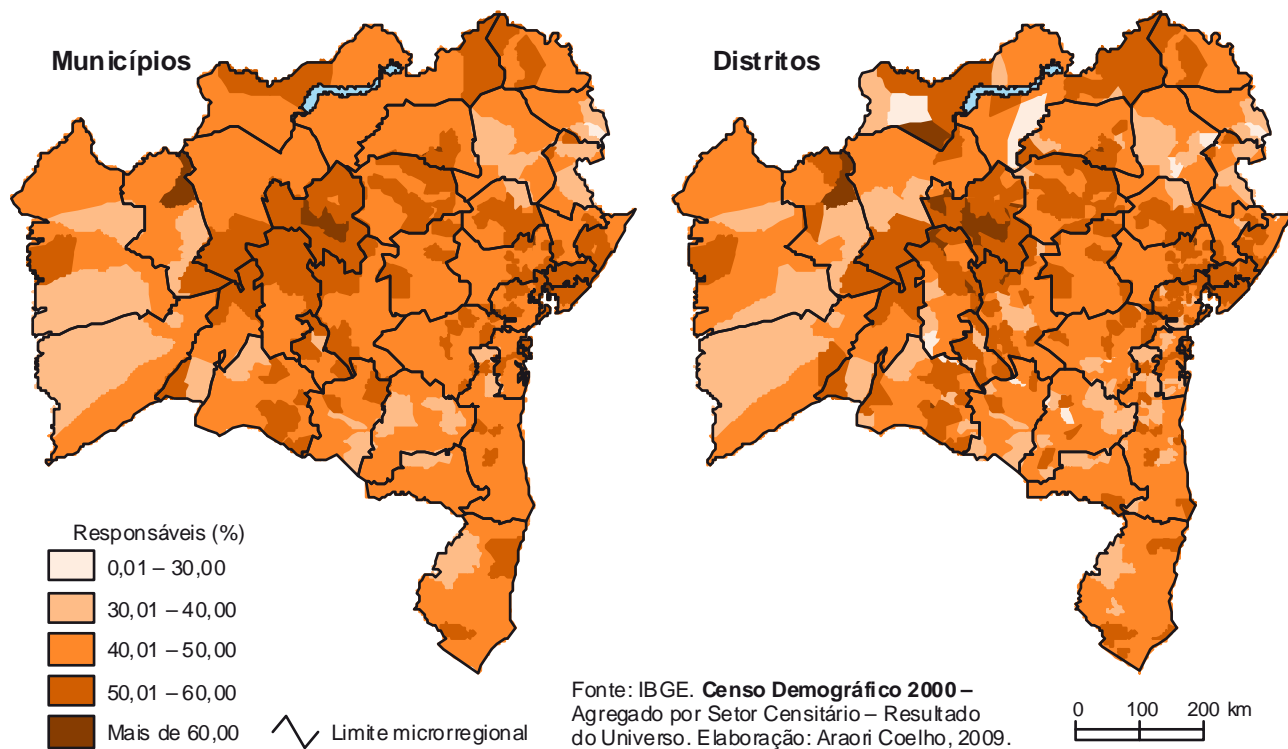 Municípios
Distritos
Responsáveis (%)
0,01 – 30,00
30,01 – 40,00
40,01 – 50,00
50,01 – 60,00
Mais de 60,00
Limite microrregional
Fonte: IBGE. Censo Demográfico 2000 –
Agregado por Setor Censitário – Resultado
do Universo. Elaboração: Araori Coelho, 2009.
0 100 200 km